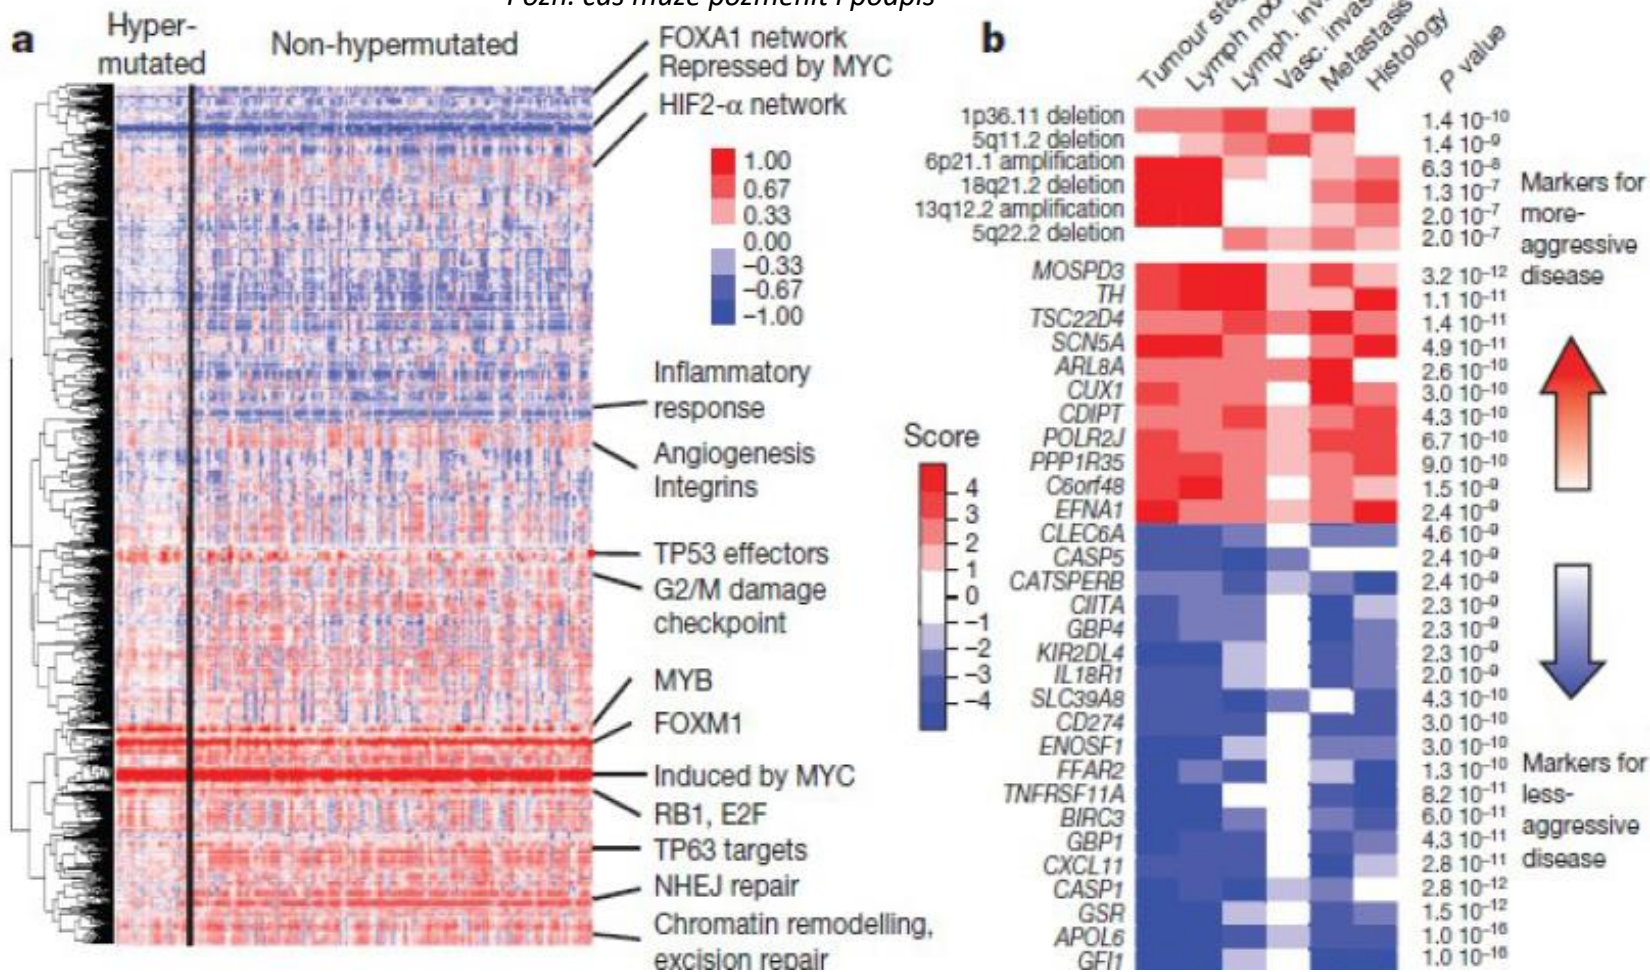 Pozn. čas může pozměnit i podpis
a
Hyper-
mutated
Non-hypermutated
FOXA1 network
Repressed by MYC
HIF2-α network
1.00
0.67
0.33
0.00
–0.33
–0.67
–1.00
Inflammatory
response
Angiogenesis
Integrins
TP53 effectors
G2/M damage
checkpoint
MYB
FOXM1
Induced by MYC
RB1, E2F
TP63 targets
NHEJ repair
Chromatin remodelling,
excision repair
b
Tumour
Lymph
Lymph.
Vasc.
Metastasis
Histology
P value
1p36.11 deletion 1.4 10–10
5q11.2 deletion 1.4 10–9
6p21.1 amplification 6.3 10–8
18q21.2 deletion 1.3 10–7
13q12.2 amplification 2.0 10–7
5q22.2 deletion 2.0 10–7
MOSPD3 3.2 10–12
TH 1.1 10–11
TSC22D4 1.4 10–11
SCN5A 4.9 10–11
ARL8A 2.6 10–10
CUX1 3.0 10–10
CDIPT 4.3 10–10
POLR2J 6.7 10–10
PPP1R35 9.0 10–10
C6orf48 1.5 10–9
EFNA1 2.4 10–9
CLEC6A 4.6 10–9
CASP5 2.4 10–9
CATSPERB 2.4 10–9
CIITA 2.3 10–9
GBP4 2.3 10–9
KIR2DL4 2.3 10–9
IL18R1 2.0 10–9
SLC39A8 4.3 10–10
CD274 3.0 10–10
ENOSF1 3.0 10–10
FFAR2 1.3 10–10
TNFRSF11A 8.2 10–11
BIRC3 6.0 10–11
GBP1 4.3 10–11
CXCL11 2.8 10–11
CASP1 2.8 10–12
GSR 1.5 10–12
APOL6 1.0 10–16
GFI1 1.0 10–16
Score
4
3
2
1
0
–1
–2
–3
–4
Markers for
more-
aggressive
disease
Markers for
less-
aggressive
disease